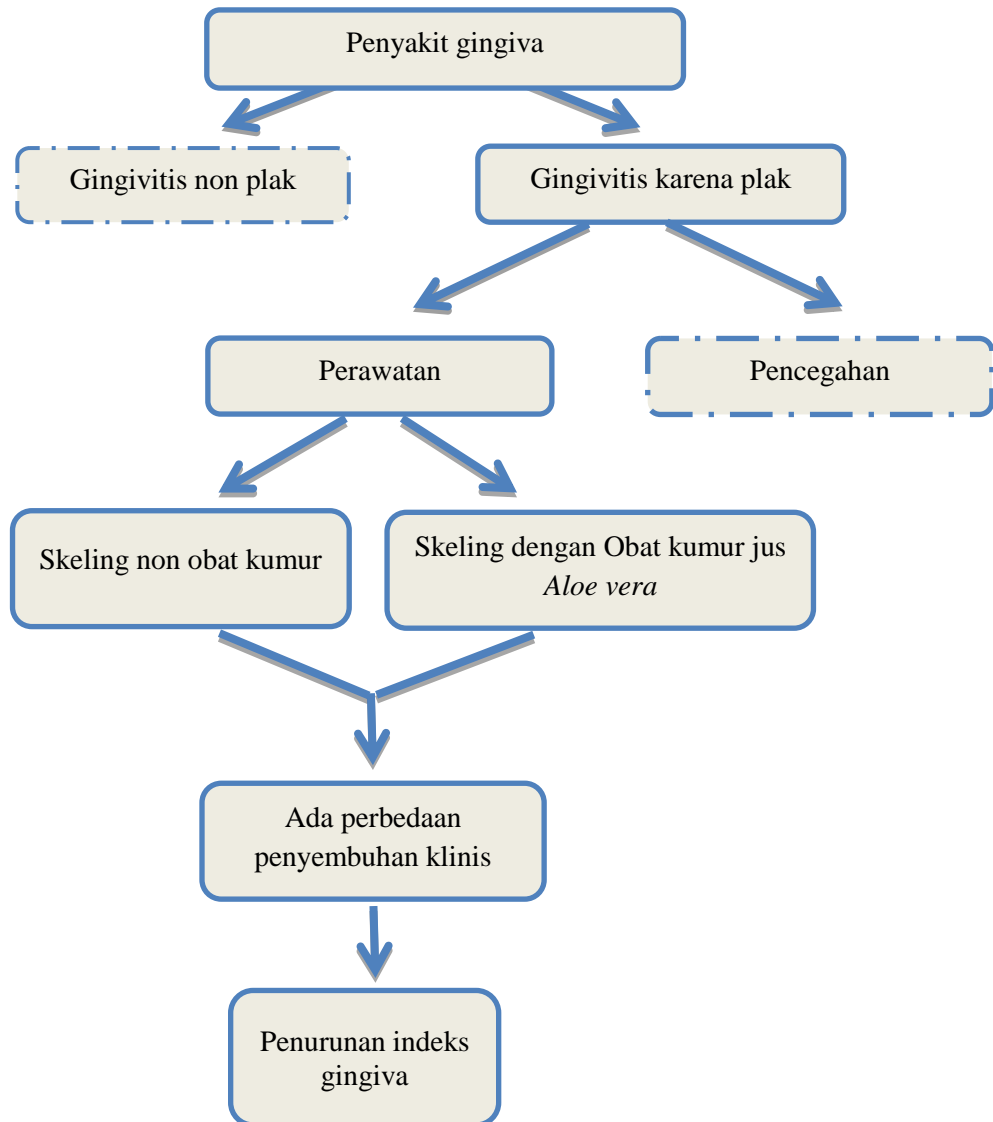 Penyakit gingiva
Gingivitis non plak
Gingivitis karena plak
Perawatan
Pencegahan
Skeling non obat kumur
Skeling dengan Obat kumur jus
Aloe vera
Ada perbedaan
penyembuhan klinis
Penurunan indeks
gingiva